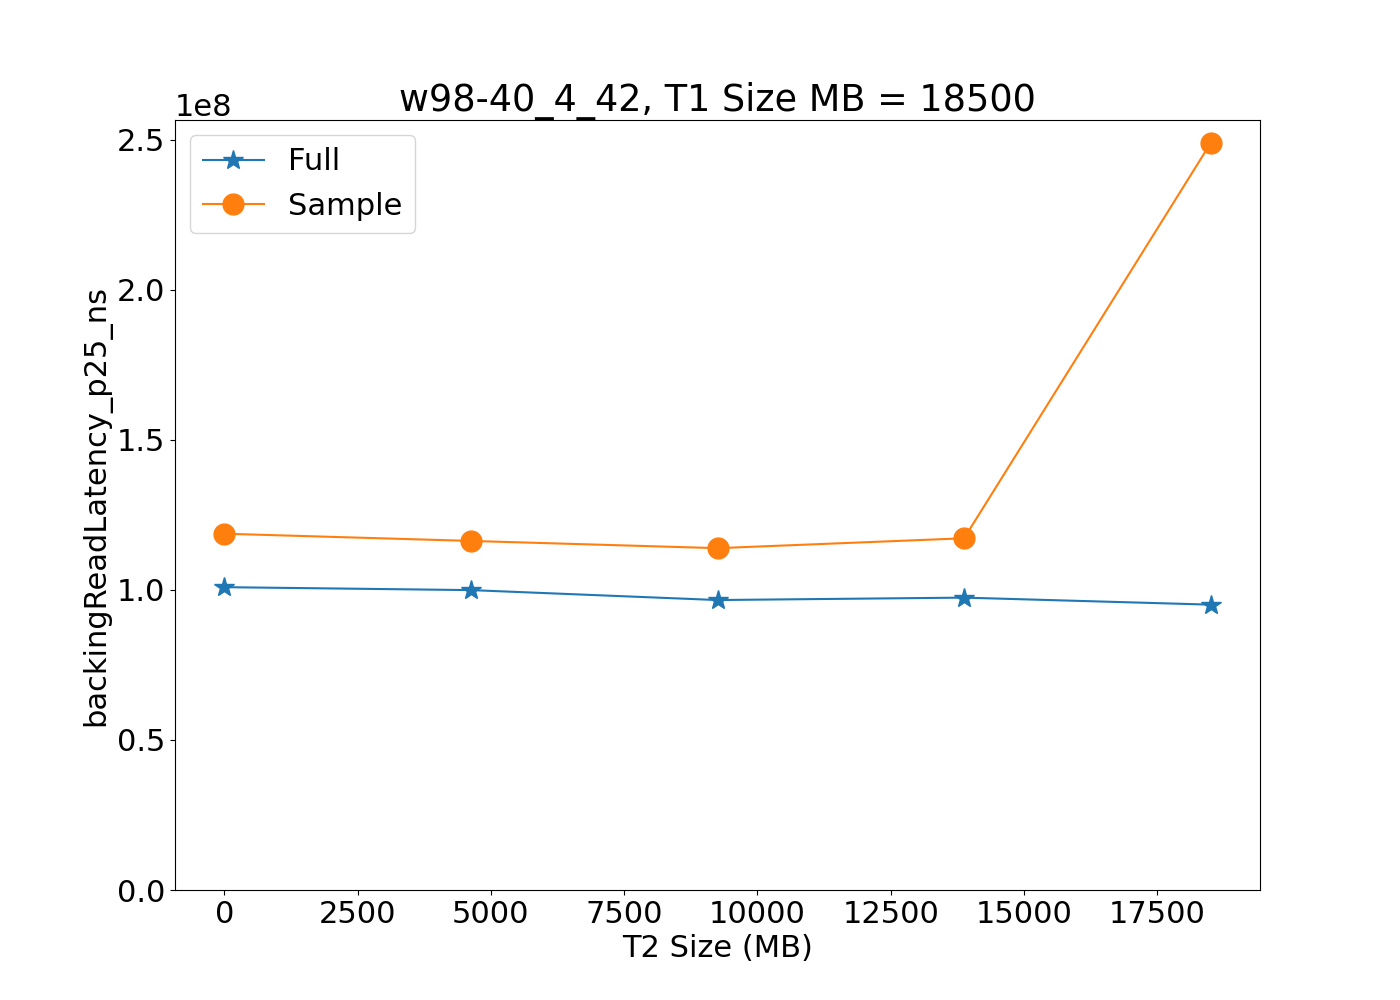 w98-40_4_42, T1 Size MB = 18500
1e8
Full
Sample
2.5
2.0
1.5
1.0
0.5
0.0
backingReadLatency_p25_ns
0 2500 5000 7500 10000 12500 15000 17500
T2 Size (MB)